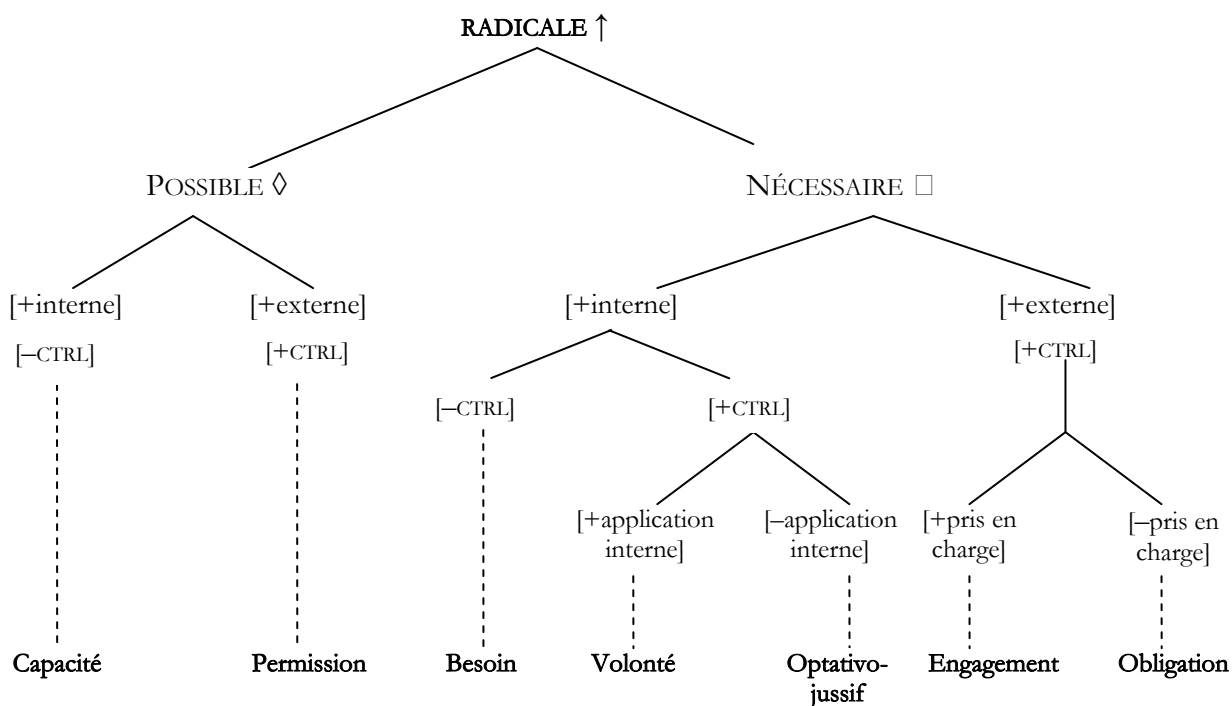 RADICALE ↑
POSSIBLE ◊
NÉCESSAIRE □
[+interne]
[+externe]
[+interne]
[+externe]
[–CTRL]
[+CTRL]
[+CTRL]
[–CTRL]
[+CTRL]
[+application
interne]
[–application
interne]
[+pris en
charge]
[–pris en
charge]
Capacité
Permission
Besoin
Volonté
Optativo-
jussif
Engagement
Obligation